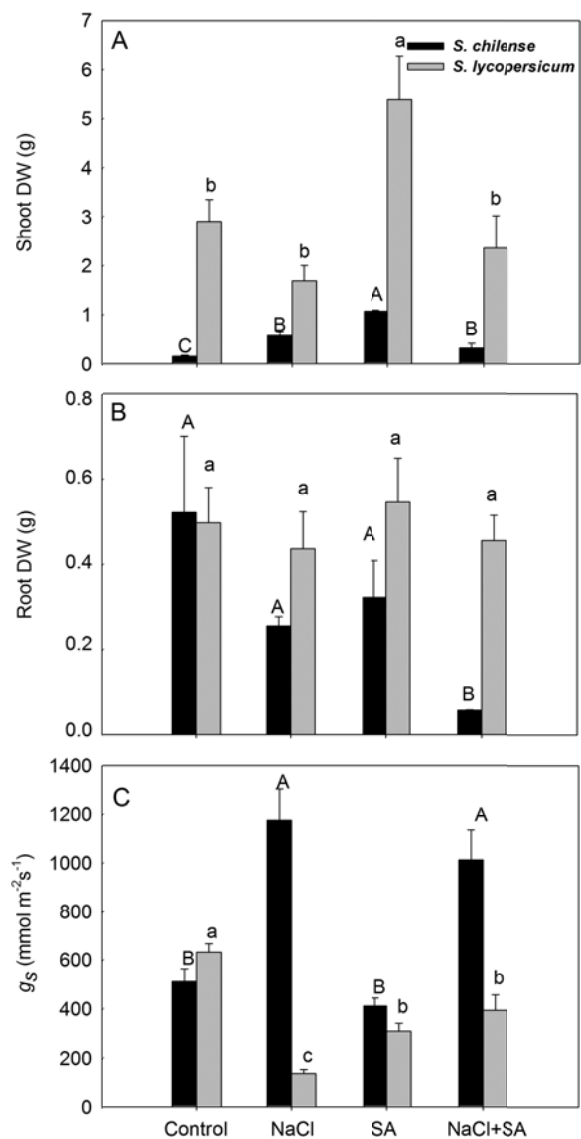 A
S. chilense
S. lycopersicum
Shoot DW (g)
7
6
5
4
3
2
1
0
C
b
B
b
A
a
B
b
B
Root DW (g)
0.8
0.6
0.4
0.2
0.0
A
a
A
a
A
a
B
a
C
gs (mmol m⁻²s⁻¹)
1400
1200
1000
800
600
400
200
0
B
a
A
c
B
b
A
b
Control NaCl SA NaCl+SA